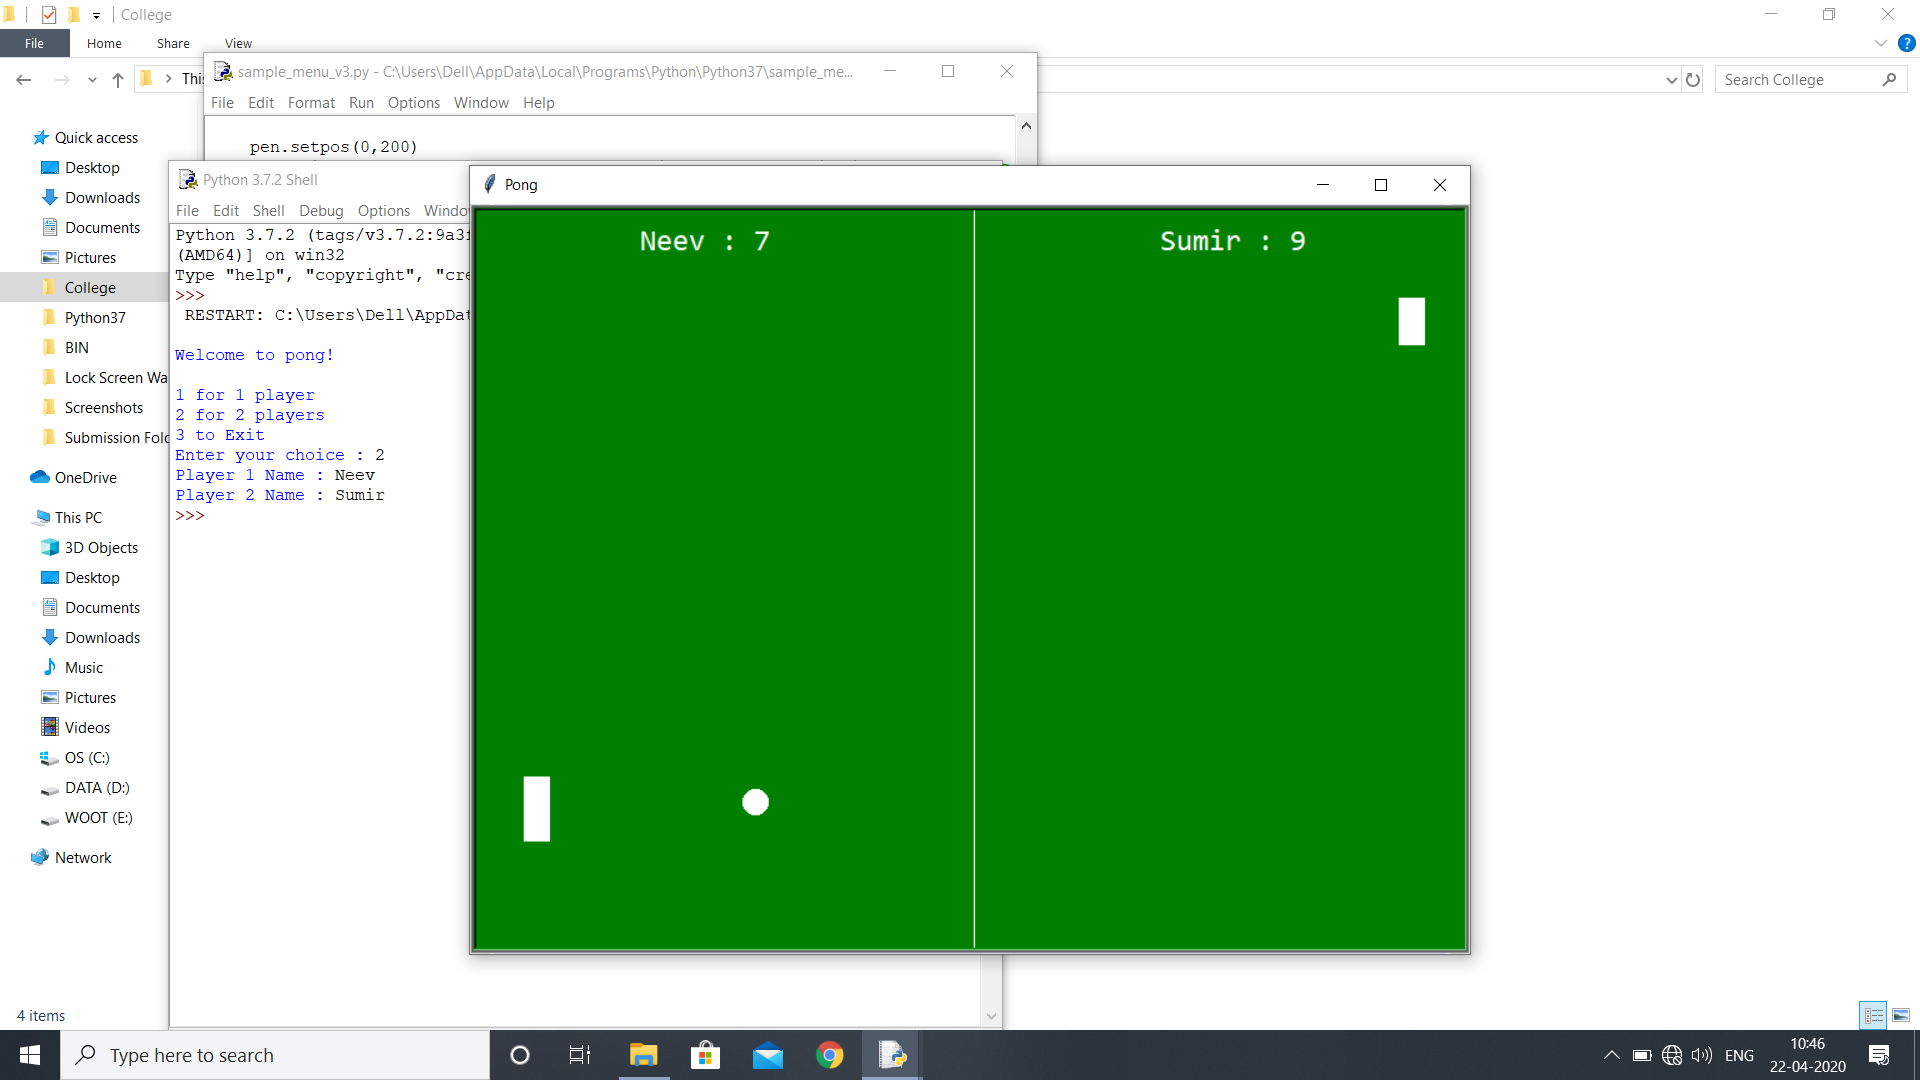 College
File Home Share View
This
Search College
sample_menu_v3.py - C:\Users\Dell\AppData\Local\Programs\Python\Python37\sample_me...
File Edit Format Run Options Window Help
pen.setpos(0,200)
Quick access
Desktop
Downloads
Documents
Pictures
College
Python37
BIN
Lock Screen Wa
Screenshots
Submission Fol
OneDrive
This PC
3D Objects
Desktop
Documents
Downloads
Music
Pictures
Videos
OS (C:)
DATA (D:)
WOOT (E:)
Network
4 items
Python 3.7.2 Shell
File Edit Shell Debug Options Windo
Python 3.7.2 (tags/v3.7.2:9a3f
(AMD64)] on win32
Type "help", "copyright", "cre
>>>
RESTART: C:\Users\Dell\AppDat
Welcome to pong!
1 for 1 player
2 for 2 players
3 to Exit
Enter your choice : 2
Player 1 Name : Neev
Player 2 Name : Sumir
>>>
Pong
Neev : 7
Sumir : 9
Type here to search
ENG
10:46
22-04-2020